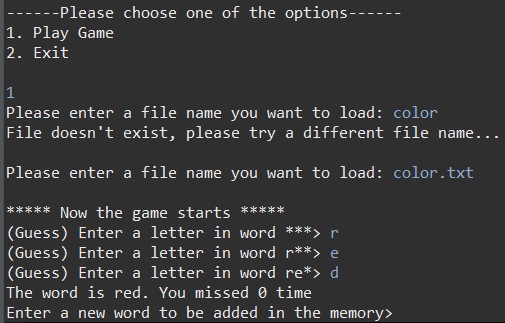 ------Please choose one of the options------
1. Play Game
2. Exit
1
Please enter a file name you want to load: color
File doesn't exist, please try a different file name...
Please enter a file name you want to load: color.txt
***** Now the game starts *****
(Guess) Enter a letter in word ***> r
(Guess) Enter a letter in word r**> e
(Guess) Enter a letter in word re*> d
The word is red. You missed 0 time
Enter a new word to be added in the memory>